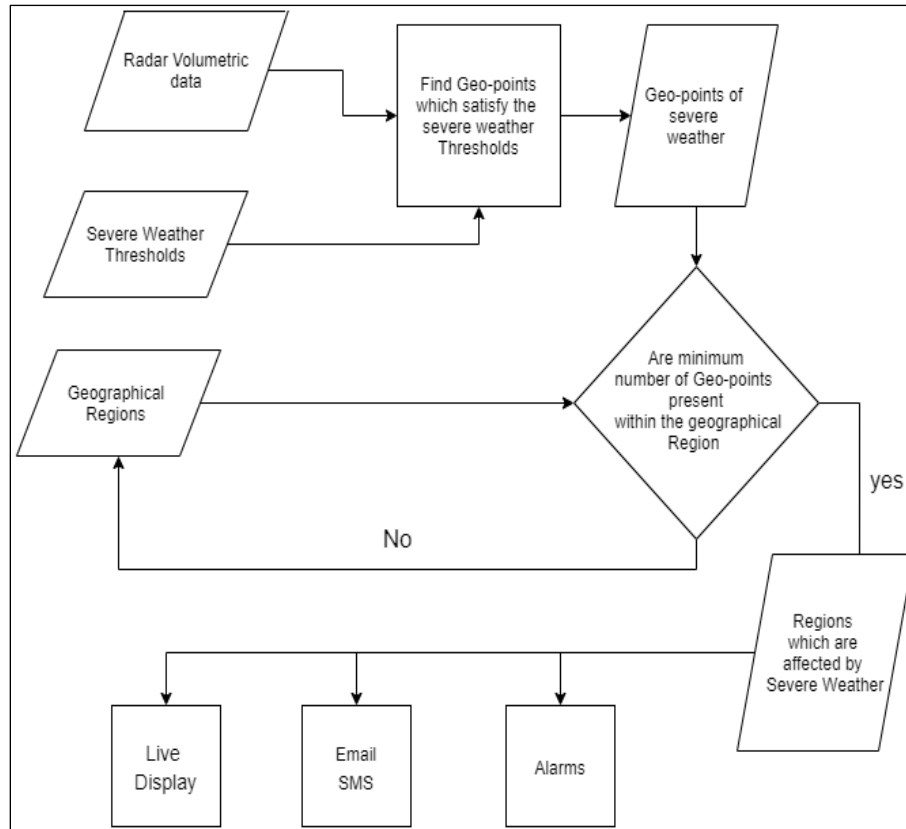 Radar Volumetric
data
Find Geo-points
which satisfy the
severe weather
Thresholds
Geo-points of
severe
weather
Severe Weather
Thresholds
Geographical
Regions
Are minimum
number of Geo-points
present
within the geographical
Region
yes
No
Regions
which are
affected by
Severe Weather
Live
Display
Email
SMS
Alarms